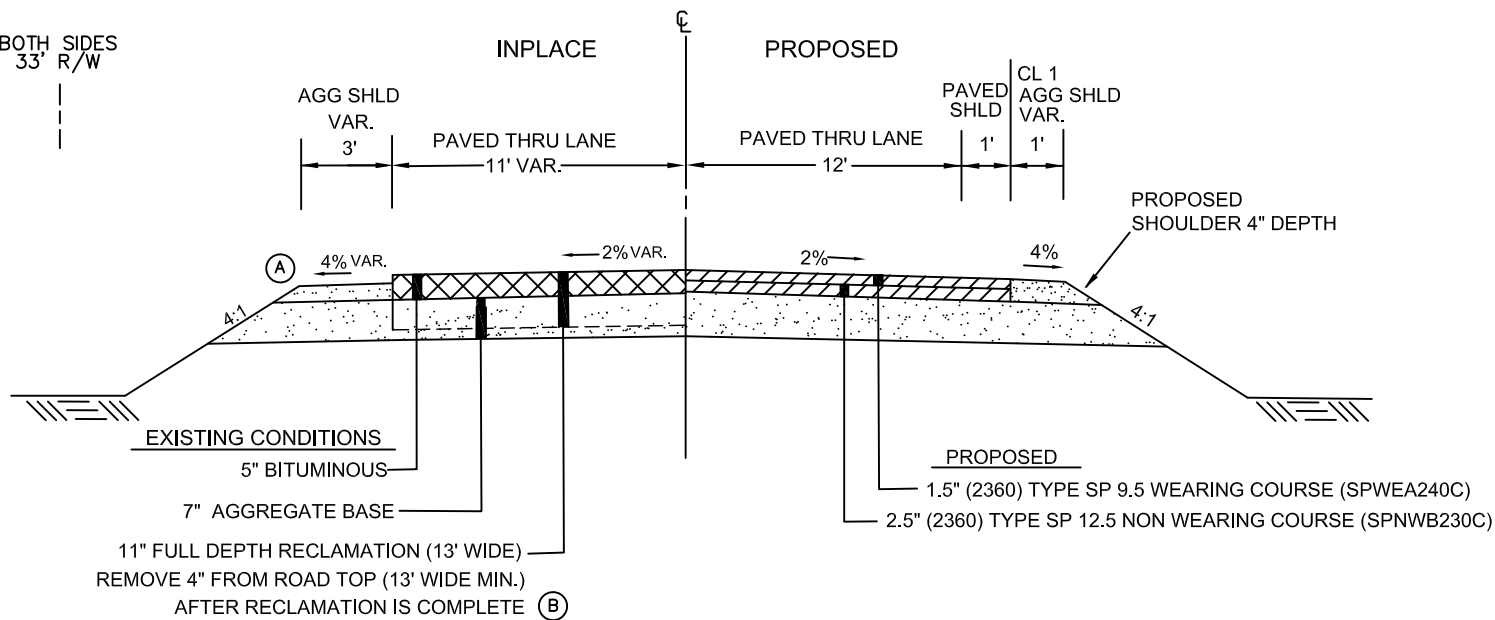 BOTH SIDES
33' R/W
INPLACE
℄
PROPOSED
AGG SHLD
VAR.
3'
PAVED THRU LANE
11' VAR.
PAVED THRU LANE
12'
PAVED
SHLD
1'
CL 1
AGG SHLD
VAR.
1'
PROPOSED
SHOULDER 4" DEPTH
A
4% VAR.
2% VAR.
2%
4%
4:1
4:1
EXISTING CONDITIONS
5" BITUMINOUS
7" AGGREGATE BASE
11" FULL DEPTH RECLAMATION (13' WIDE)
REMOVE 4" FROM ROAD TOP (13' WIDE MIN.)
AFTER RECLAMATION IS COMPLETE B
PROPOSED
1.5" (2360) TYPE SP 9.5 WEARING COURSE (SPWEA240C)
2.5" (2360) TYPE SP 12.5 NON WEARING COURSE (SPNWB230C)